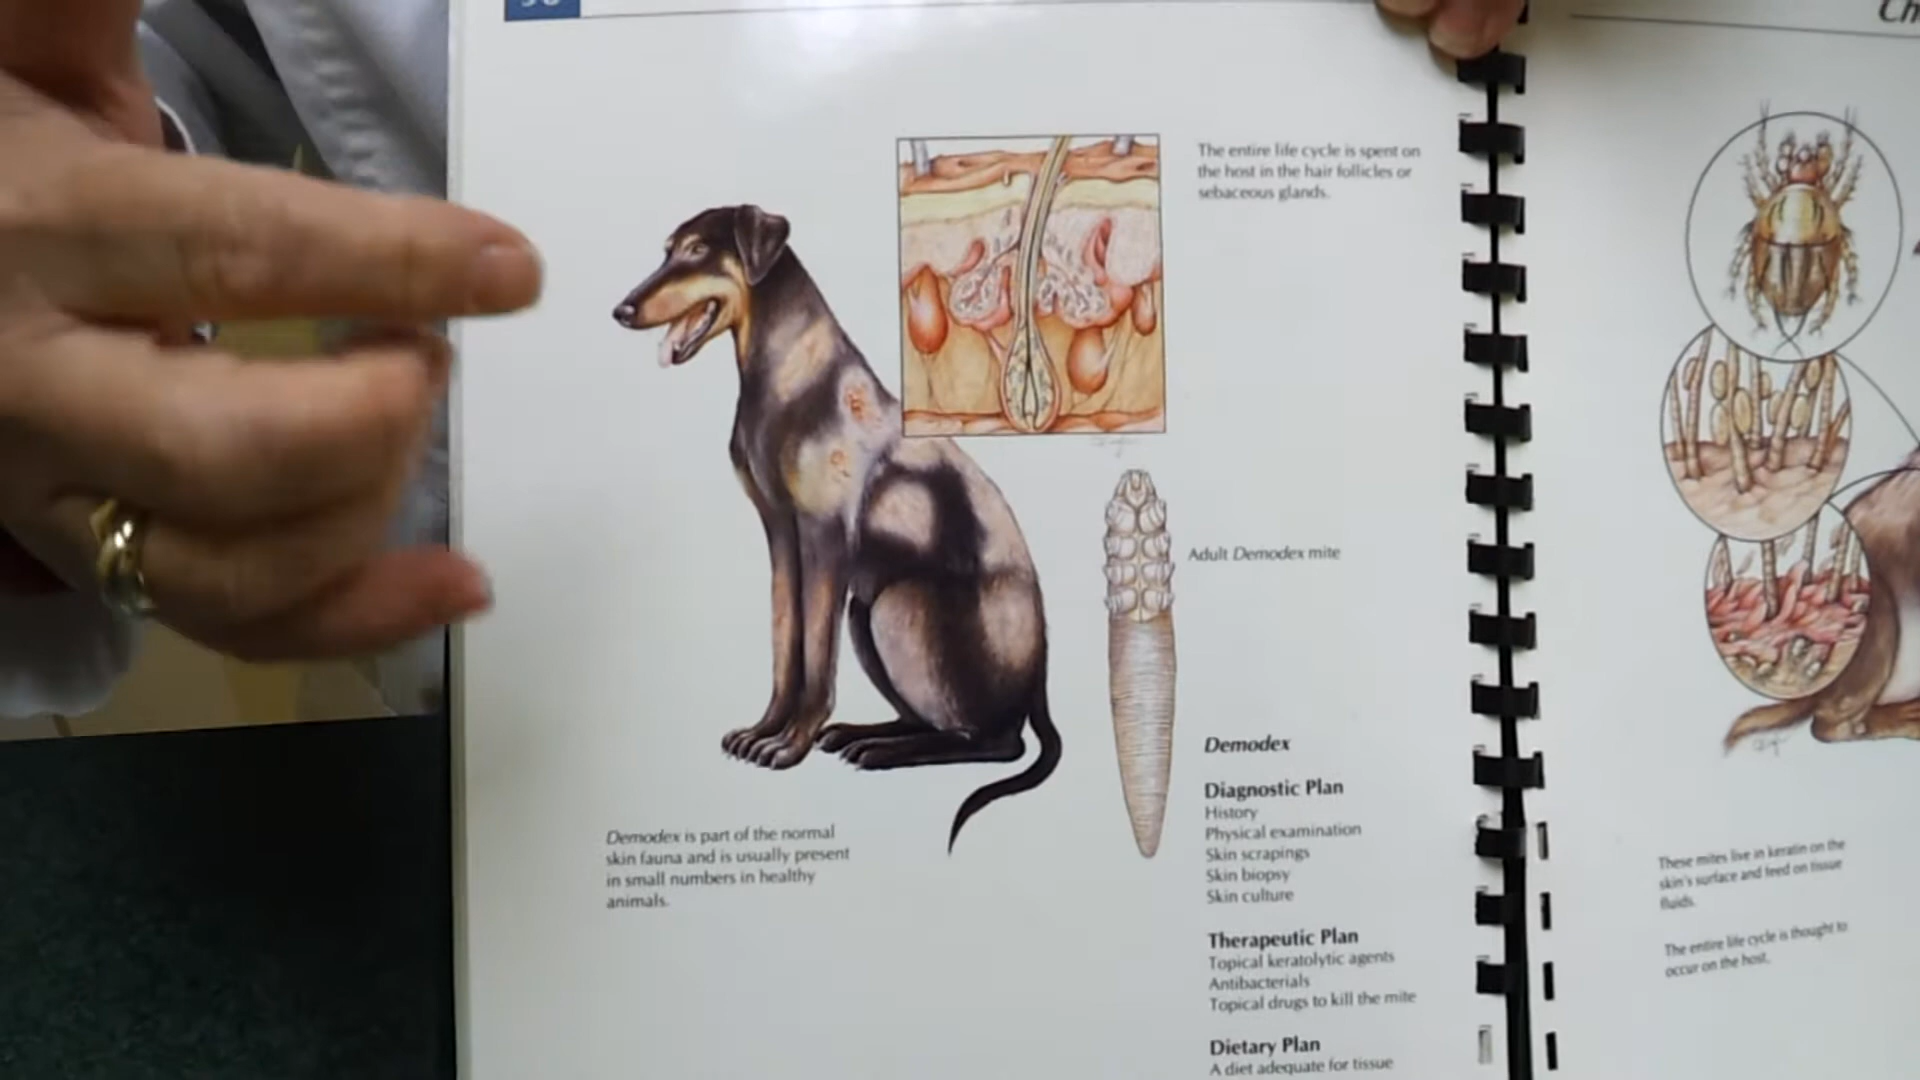 The entire life cycle is spent on
the host in the hair follicles or
sebaceous glands.
Adult Demodex mite
Demodex is part of the normal
skin fauna and is usually present
in small numbers in healthy
animals.
Demodex
Diagnostic Plan
History
Physical examination
Skin scrapings
Skin biopsy
Skin culture
Therapeutic Plan
Topical keratolytic agents
Antibacterials
Topical drugs to kill the mite
Dietary Plan
A diet adequate for tissue
Ch
These mites live in keratin on the
skin's surface and feed on tissue
fluids.
The entire life cycle is thought to
occur on the host.